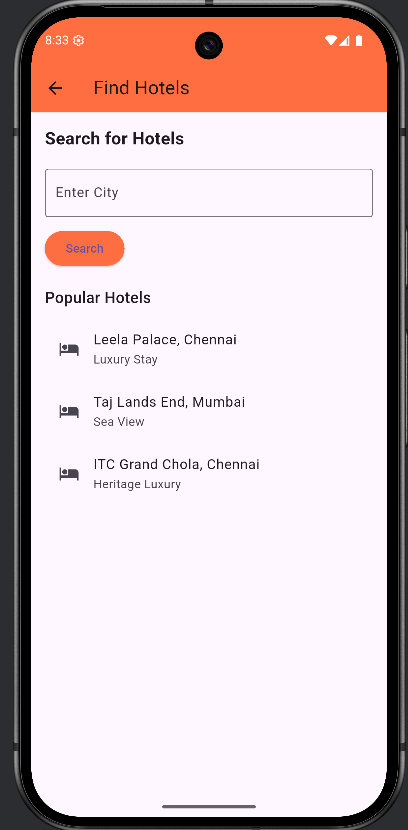 8:33
Find Hotels
Search for Hotels
Enter City
Search
Popular Hotels
Leela Palace, Chennai
Luxury Stay
Taj Lands End, Mumbai
Sea View
ITC Grand Chola, Chennai
Heritage Luxury